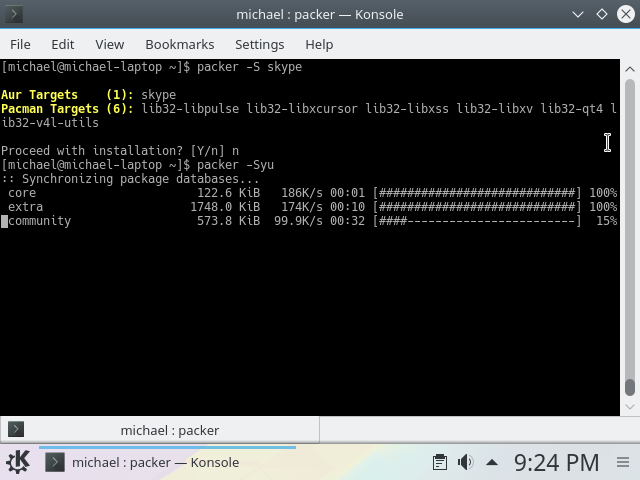 michael : packer — Konsole
File Edit View Bookmarks Settings Help
[michael@michael-laptop ~]$ packer -S skype
Aur Targets    (1): skype
Pacman Targets (6): lib32-libpulse lib32-libxcursor lib32-libxss lib32-libxv lib32-qt4 l
ib32-v4l-utils
Proceed with installation? [Y/n] n
[michael@michael-laptop ~]$ packer -Syu
:: Synchronizing package databases...
core 122.6 KiB 186K/s 00:01 [############################] 100%
extra 1748.0 KiB 174K/s 00:10 [############################] 100%
community 573.8 KiB 99.9K/s 00:32 [####------------------------] 15%
michael : packer
michael : packer — Konsole
9:24 PM